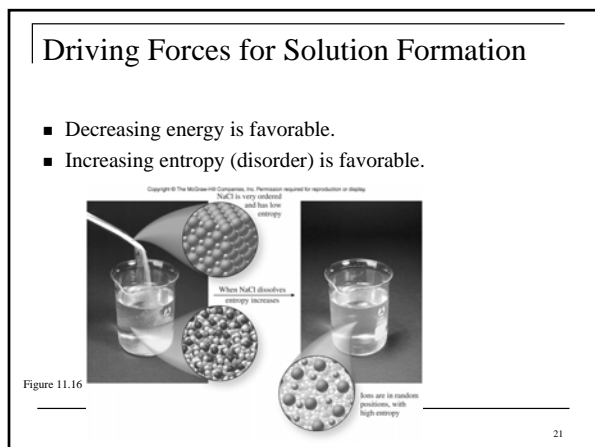 Driving Forces for Solution Formation
■ Decreasing energy is favorable.
■ Increasing entropy (disorder) is favorable.
Copyright © The McGraw-Hill Companies, Inc. Permission required for reproduction or display.
NaCl is very ordered
and has low
entropy
When NaCl dissolves
entropy increases
Figure 11.16
Ions are in random
positions, with
high entropy
21